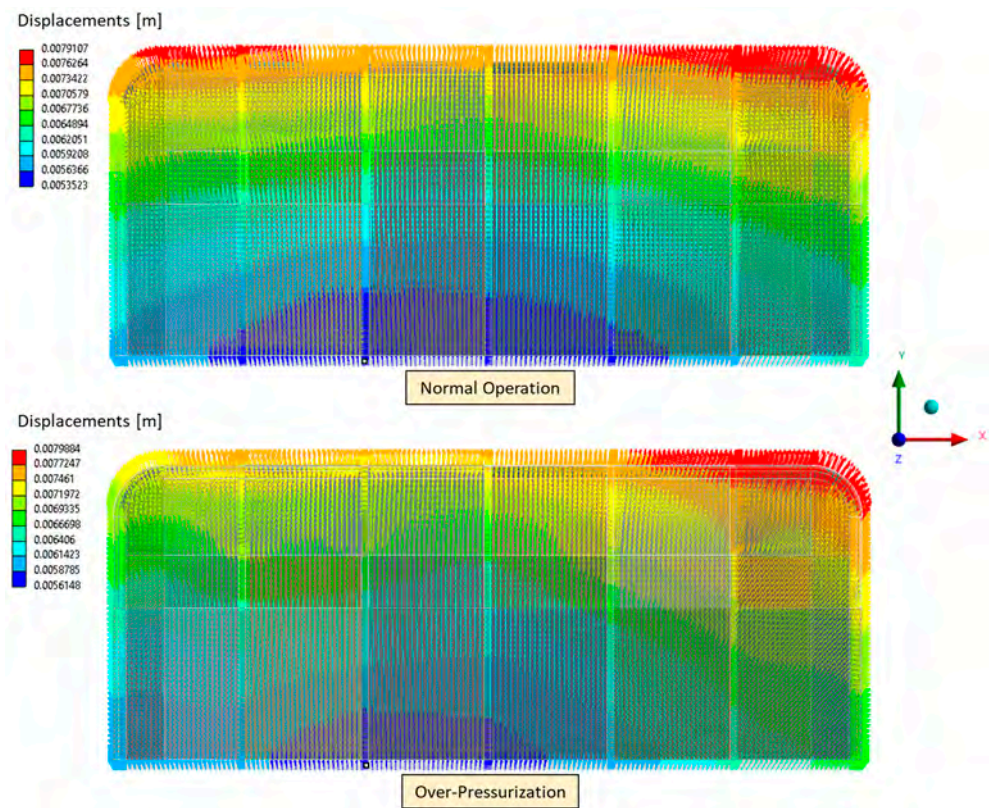 Displacements [m]
0.0079107
0.0076264
0.0073422
0.0070579
0.0067736
0.0064894
0.0062051
0.0059208
0.0056366
0.0053523
Normal Operation
Y
X
Z
Displacements [m]
0.0079884
0.0077247
0.007461
0.0071972
0.0069335
0.0066698
0.006406
0.0061423
0.0058785
0.0056148
Over-Pressurization